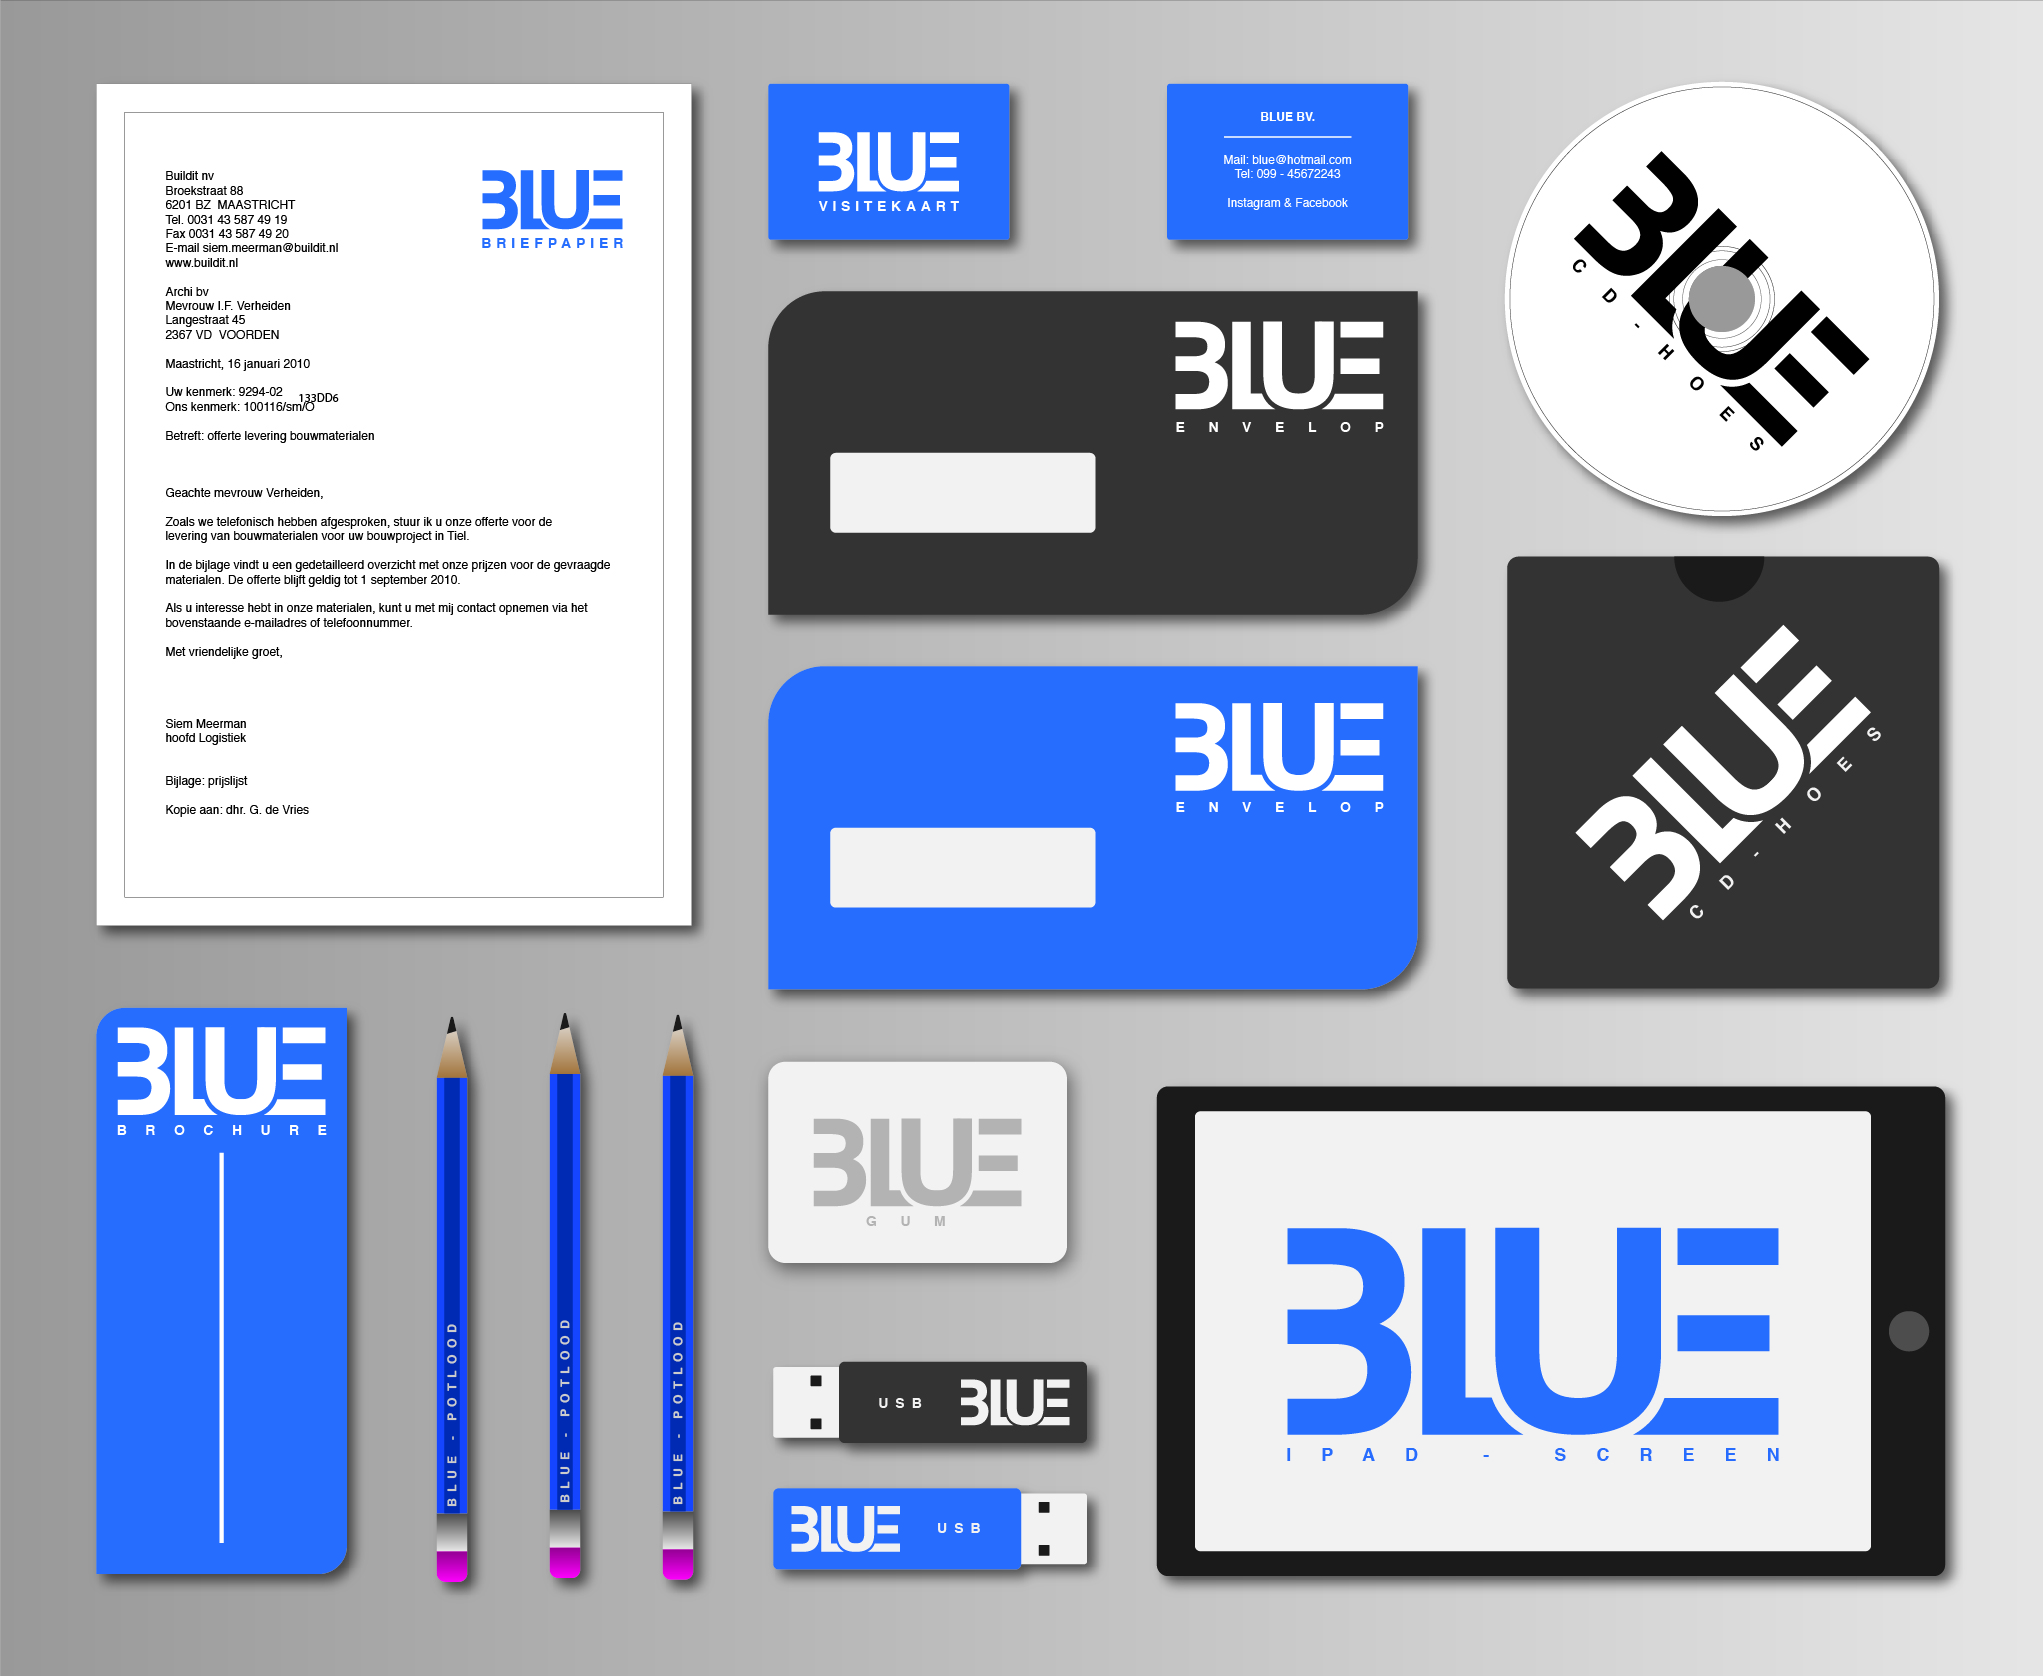 Buildit nv
Broekstraat 88
6201 BZ  MAASTRICHT
Tel. 0031 43 587 49 19
Fax 0031 43 587 49 20
E-mail siem.meerman@buildit.nl
www.buildit.nl
BLUE
BRIEFPAPIER
Archi bv
Mevrouw I.F. Verheiden
Langestraat 45
2367 VD  VOORDEN
Maastricht, 16 januari 2010
Uw kenmerk: 9294-02
133DD6
Ons kenmerk: 100116/sm/O
Betreft: offerte levering bouwmaterialen
Geachte mevrouw Verheiden,
Zoals we telefonisch hebben afgesproken, stuur ik u onze offerte voor de
levering van bouwmaterialen voor uw bouwproject in Tiel.
In de bijlage vindt u een gedetailleerd overzicht met onze prijzen voor de gevraagde
materialen. De offerte blijft geldig tot 1 september 2010.
Als u interesse hebt in onze materialen, kunt u met mij contact opnemen via het
bovenstaande e-mailadres of telefoonnummer.
Met vriendelijke groet,
Siem Meerman
hoofd Logistiek
Bijlage: prijslijst
Kopie aan: dhr. G. de Vries
BLUE
VISITEKAART
BLUE BV.
Mail: blue@hotmail.com
Tel: 099 - 45672243
Instagram & Facebook
BLUE
CD-HOES
BLUE
ENVELOP
BLUE
ENVELOP
BLUE
CD-HOES
BLUE
BROCHURE
BLUE - POTLOOD
BLUE - POTLOOD
BLUE - POTLOOD
BLUE
GUM
USB BLUE
BLUE USB
BLUE
IPAD - SCREEN